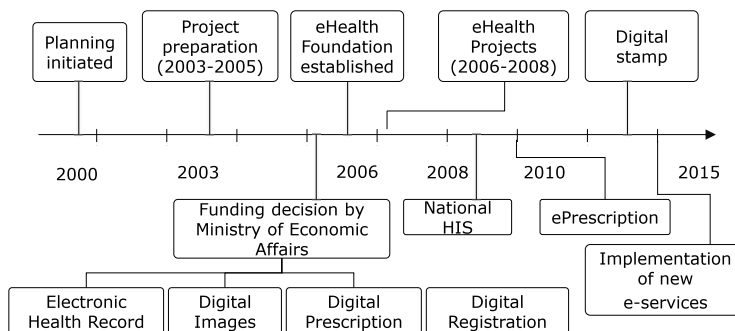 Planning
initiated
Project
preparation
(2003-2005)
eHealth
Foundation
established
eHealth
Projects
(2006-2008)
Digital
stamp
2000
2003
2006
2008
2010
2015
Funding decision by
Ministry of Economic
Affairs
National
HIS
ePrescription
Implementation
of new
e-services
Electronic
Health Record
Digital
Images
Digital
Prescription
Digital
Registration